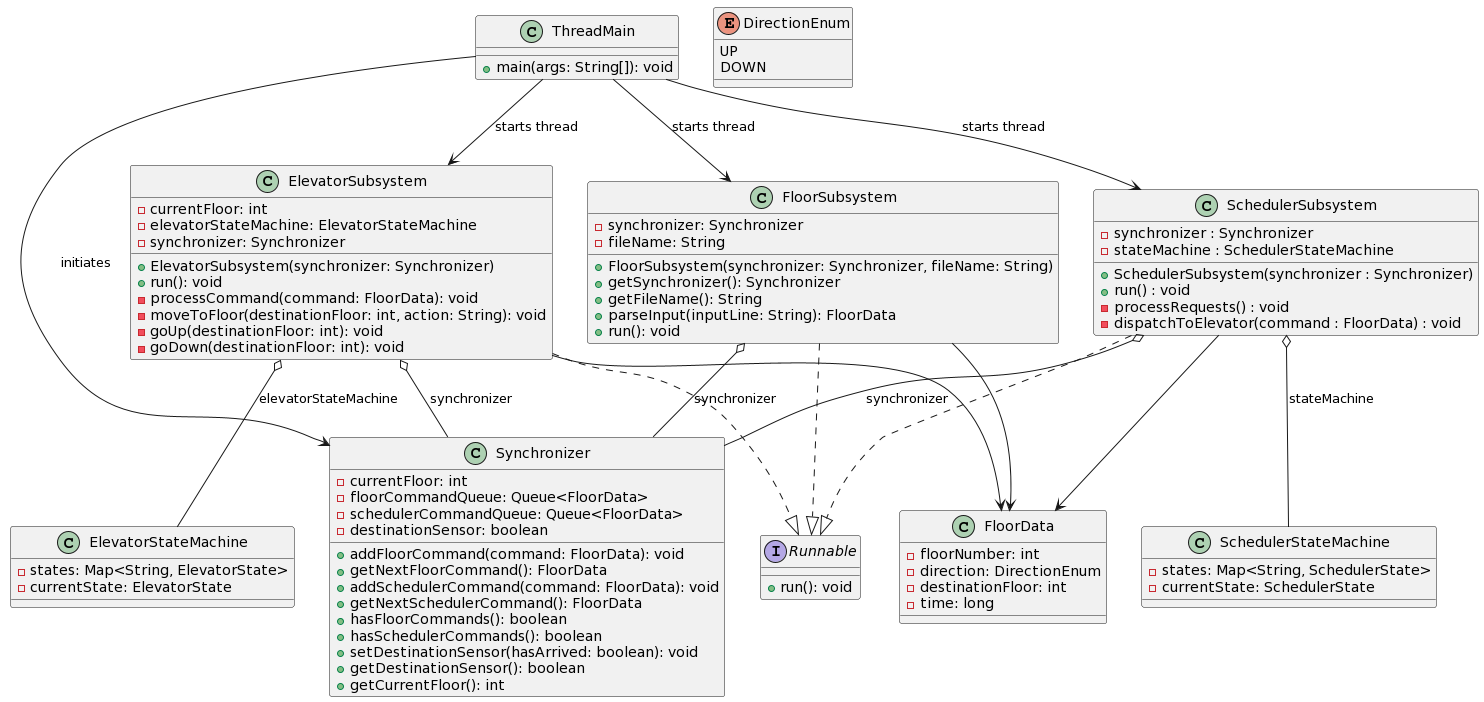 C ThreadMain
main(args: String[]): void
E DirectionEnum
UP
DOWN
starts thread
starts thread
starts thread
initiates
C ElevatorSubsystem
currentFloor: int
elevatorStateMachine: ElevatorStateMachine
synchronizer: Synchronizer
ElevatorSubsystem(synchronizer: Synchronizer)
run(): void
processCommand(command: FloorData): void
moveToFloor(destinationFloor: int, action: String): void
goUp(destinationFloor: int): void
goDown(destinationFloor: int): void
C FloorSubsystem
synchronizer: Synchronizer
fileName: String
FloorSubsystem(synchronizer: Synchronizer, fileName: String)
getSynchronizer(): Synchronizer
getFileName(): String
parseInput(inputLine: String): FloorData
run(): void
C SchedulerSubsystem
synchronizer : Synchronizer
stateMachine : SchedulerStateMachine
SchedulerSubsystem(synchronizer : Synchronizer)
run() : void
processRequests() : void
dispatchToElevator(command : FloorData) : void
elevatorStateMachine
synchronizer
synchronizer
synchronizer
stateMachine
C ElevatorStateMachine
states: Map<String, ElevatorState>
currentState: ElevatorState
C Synchronizer
currentFloor: int
floorCommandQueue: Queue<FloorData>
schedulerCommandQueue: Queue<FloorData>
destinationSensor: boolean
addFloorCommand(command: FloorData): void
getNextFloorCommand(): FloorData
addSchedulerCommand(command: FloorData): void
getNextSchedulerCommand(): FloorData
hasFloorCommands(): boolean
hasSchedulerCommands(): boolean
setDestinationSensor(hasArrived: boolean): void
getDestinationSensor(): boolean
getCurrentFloor(): int
I Runnable
run(): void
C FloorData
floorNumber: int
direction: DirectionEnum
destinationFloor: int
time: long
C SchedulerStateMachine
states: Map<String, SchedulerState>
currentState: SchedulerState